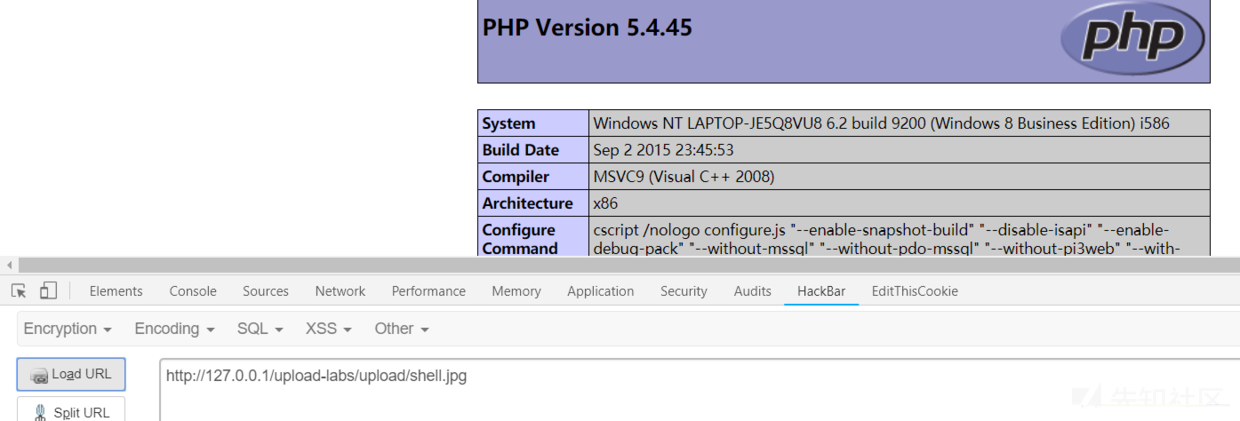 PHP Version 5.4.45
php
System Windows NT LAPTOP-JE5Q8VU8 6.2 build 9200 (Windows 8 Business Edition) i586
Build Date Sep 2 2015 23:45:53
Compiler MSVC9 (Visual C++ 2008)
Architecture x86
Configure cscript /nologo configure.js "--enable-snapshot-build" "--disable-isapi" "--enable-
Command debug-pack" "--without-mssql" "--without-pdo-mssql" "--without-pi3web" "--with-
Elements Console Sources Network Performance Memory Application Security Audits HackBar EditThisCookie
Encryption Encoding SQL XSS Other
Load URL http://127.0.0.1/upload-labs/upload/shell.jpg
Split URL
先知社区